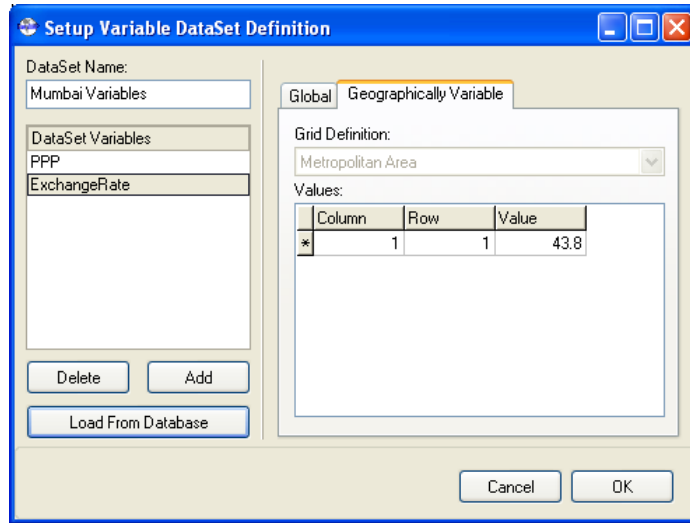 Setup Variable DataSet Definition
DataSet Name:
Mumbai Variables
DataSet Variables
PPP
ExchangeRate
Delete Add
Load From Database
Global Geographically Variable
Grid Definition:
Metropolitan Area
Values:
Column Row Value
* 1 1 43.8
Cancel OK